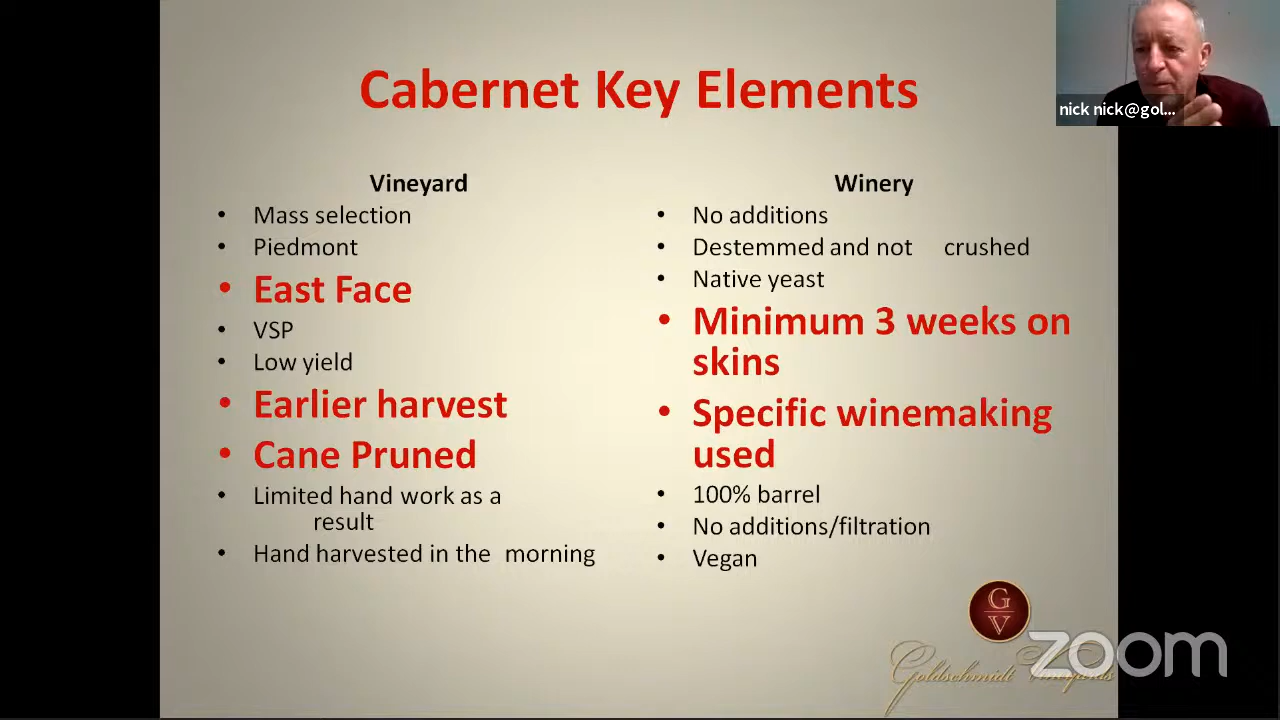 Cabernet Key Elements
nick nick@gol...
Vineyard
• Mass selection
• Piedmont
• East Face
• VSP
• Low yield
• Earlier harvest
• Cane Pruned
• Limited hand work as a
result
• Hand harvested in the morning
Winery
• No additions
• Destemmed and not crushed
• Native yeast
• Minimum 3 weeks on
skins
• Specific winemaking
used
• 100% barrel
• No additions/filtration
• Vegan
G
V
Goldschmidt Vineyards
zoom